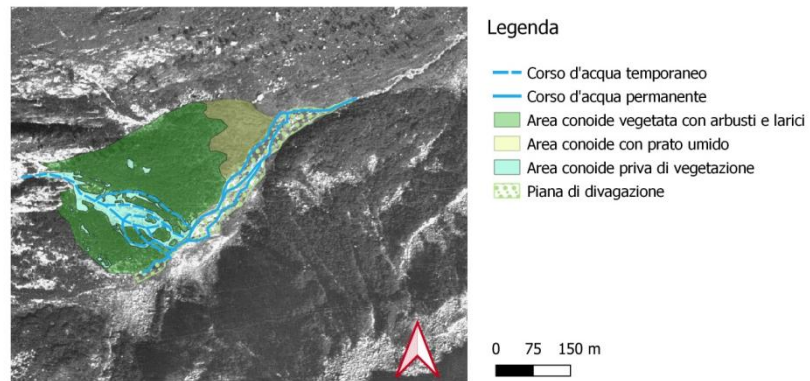 Legenda
Corso d'acqua temporaneo
Corso d'acqua permanente
Area conoide vegetata con arbusti e larici
Area conoide con prato umido
Area conoide priva di vegetazione
Piana di divagazione
0 75 150 m